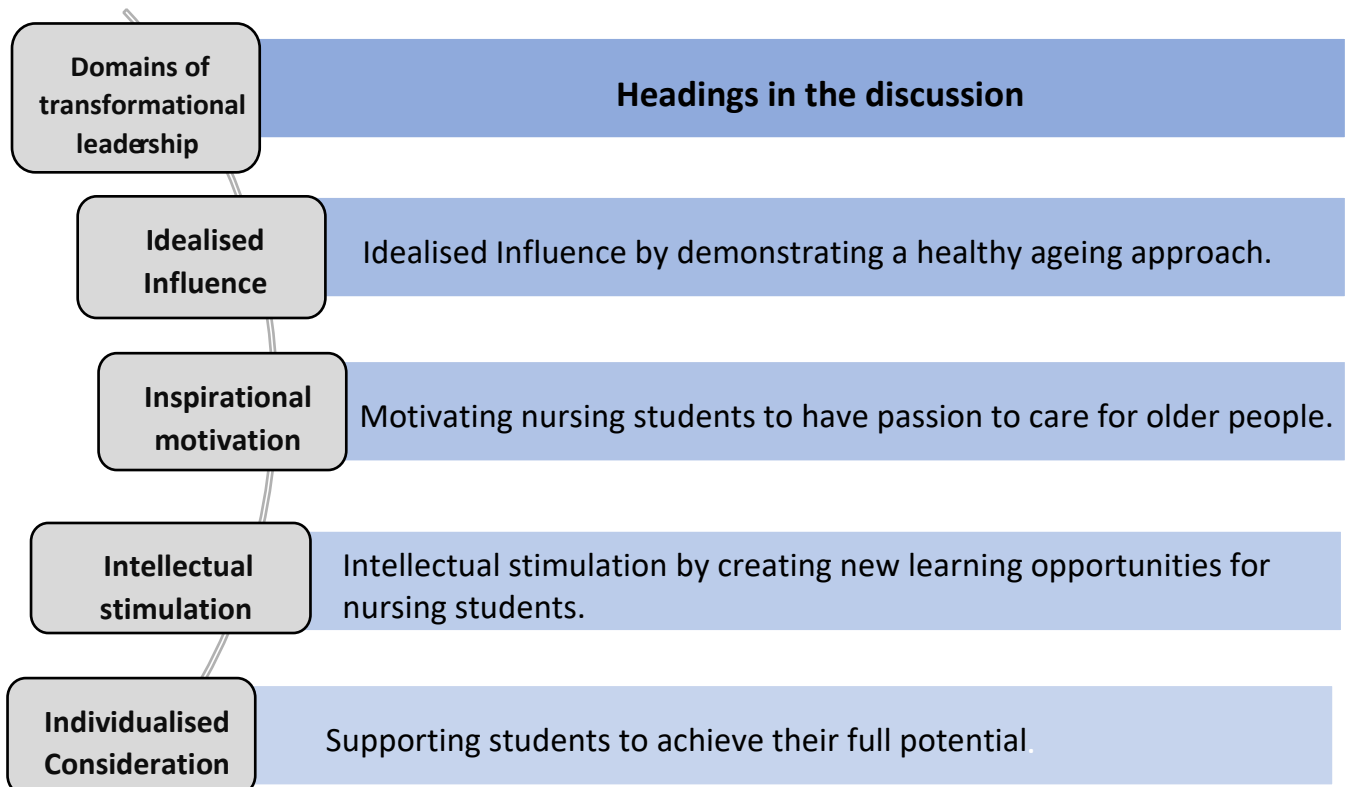 Domains of
transformational
leadership
Headings in the discussion
Idealised
Influence
Idealised Influence by demonstrating a healthy ageing approach.
Inspirational
motivation
Motivating nursing students to have passion to care for older people.
Intellectual
stimulation
Intellectual stimulation by creating new learning opportunities for
nursing students.
Individualised
Consideration
Supporting students to achieve their full potential.